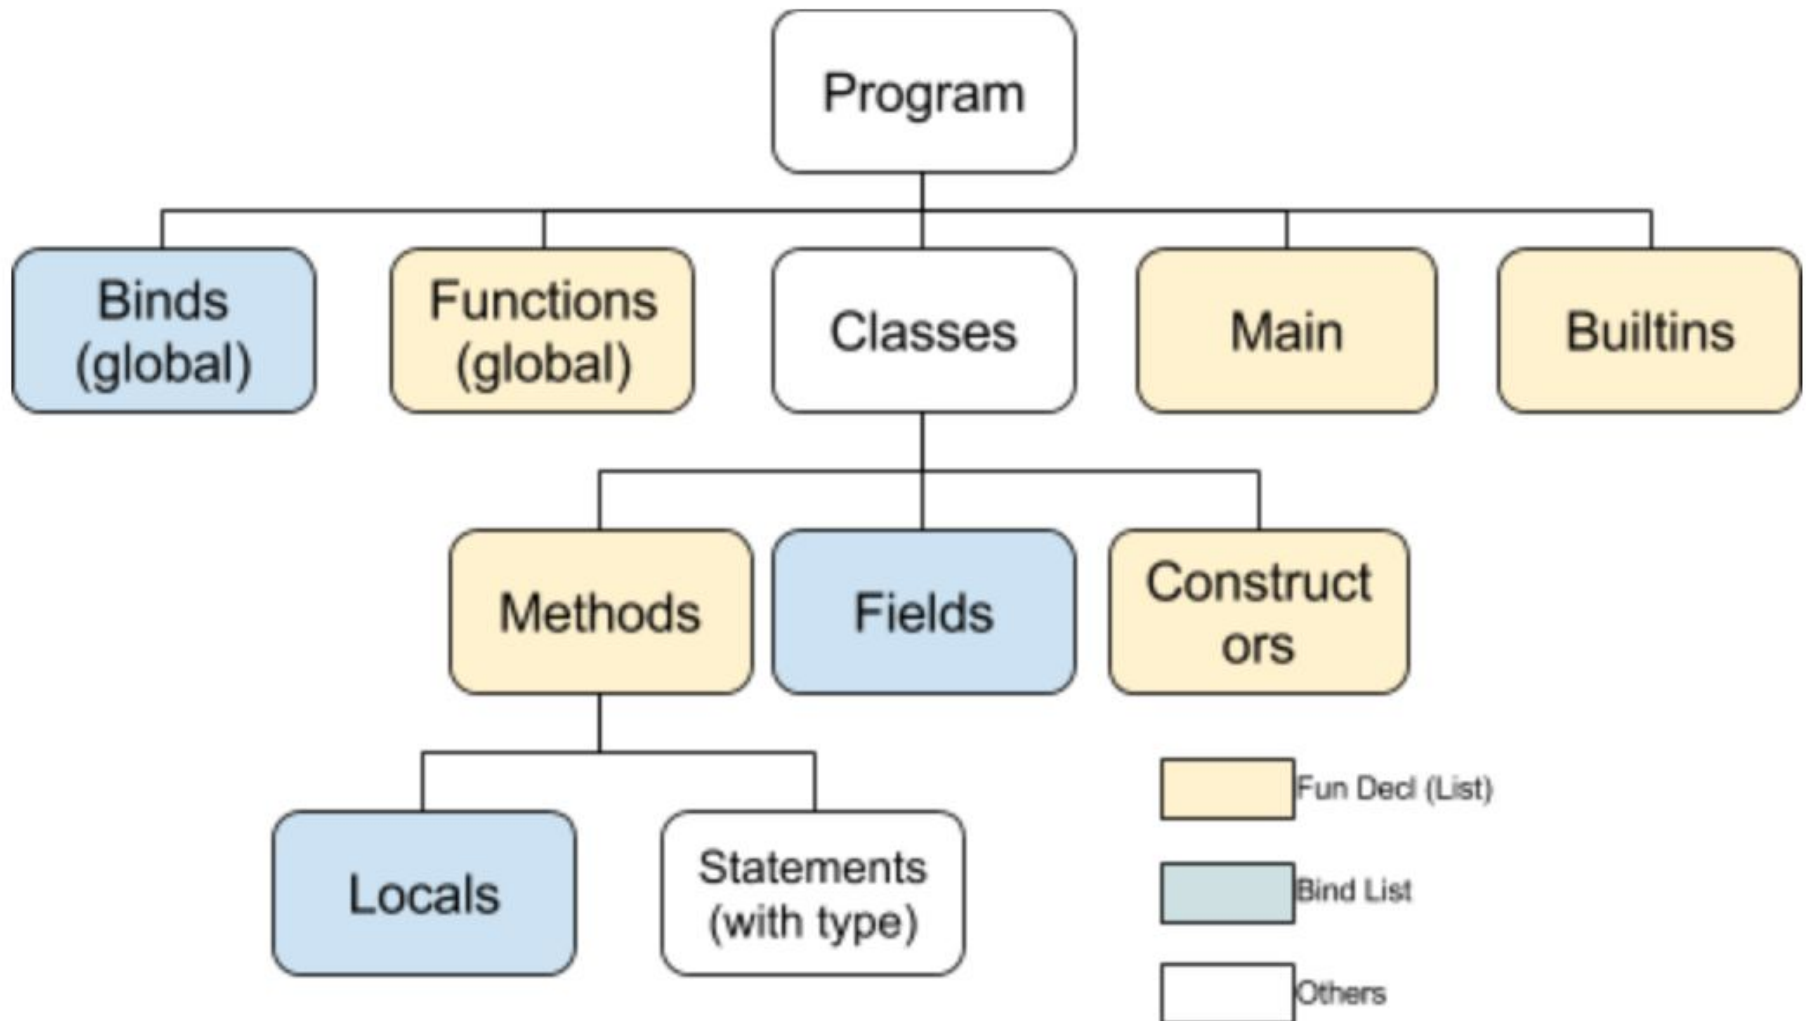 Program
Binds
(global)
Functions
(global)
Classes
Main
Builtins
Methods
Fields
Construct
ors
Locals
Statements
(with type)
Fun Decl (List)
Bind List
Others